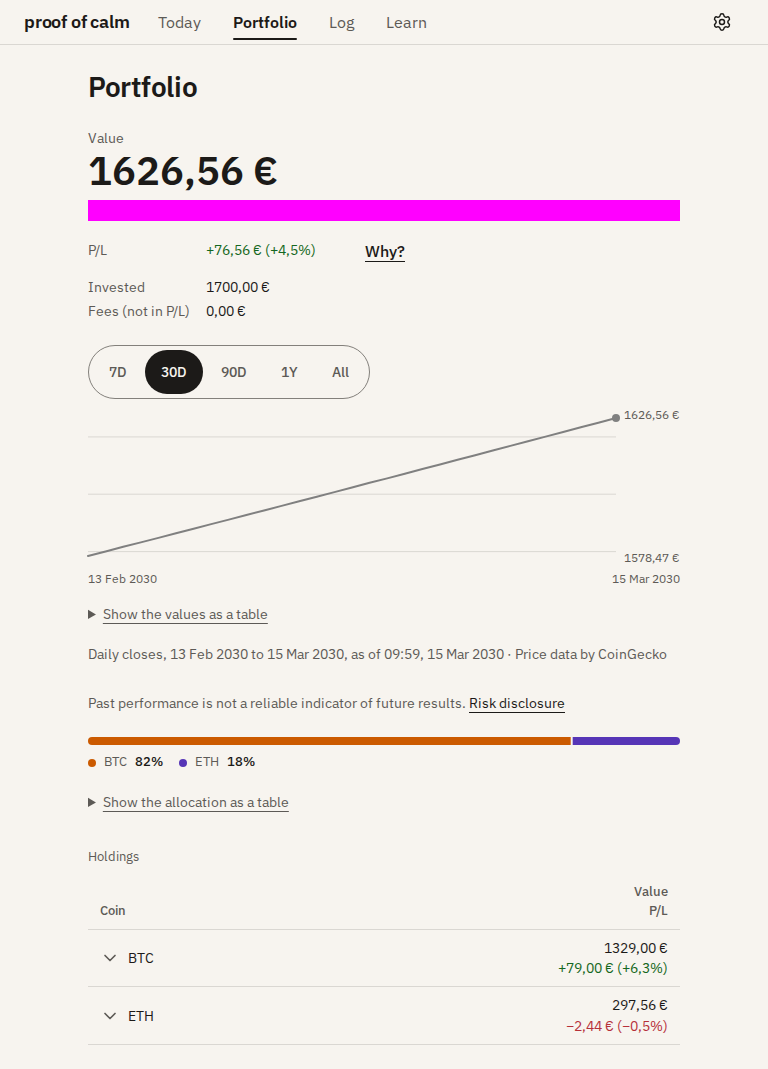 proof of calm Today Portfolio Log Learn
Portfolio
Value
1626,56 €
P/L +76,56 € (+4,5%) Why?
Invested 1700,00 €
Fees (not in P/L) 0,00 €
7D 30D 90D 1Y All
1626,56 €
1578,47 €
13 Feb 2030 15 Mar 2030
Show the values as a table
Daily closes, 13 Feb 2030 to 15 Mar 2030, as of 09:59, 15 Mar 2030 · Price data by CoinGecko
Past performance is not a reliable indicator of future results. Risk disclosure
BTC 82% ETH 18%
Show the allocation as a table
Holdings
Value
Coin P/L
BTC 1329,00 €
+79,00 € (+6,3%)
ETH 297,56 €
−2,44 € (−0,5%)